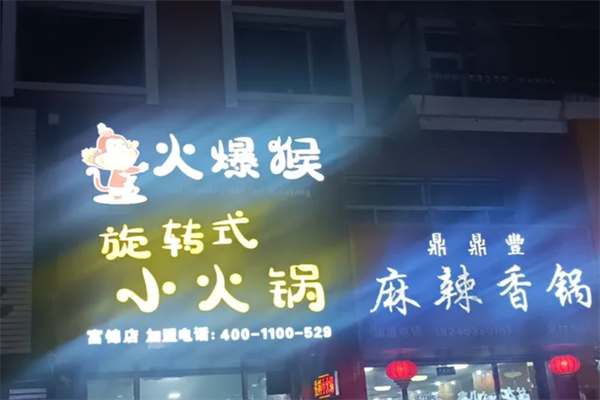 火爆猴
旋转式
小火锅
富锦店 加盟电话:400-1100-529
鼎鼎豐
麻辣香锅